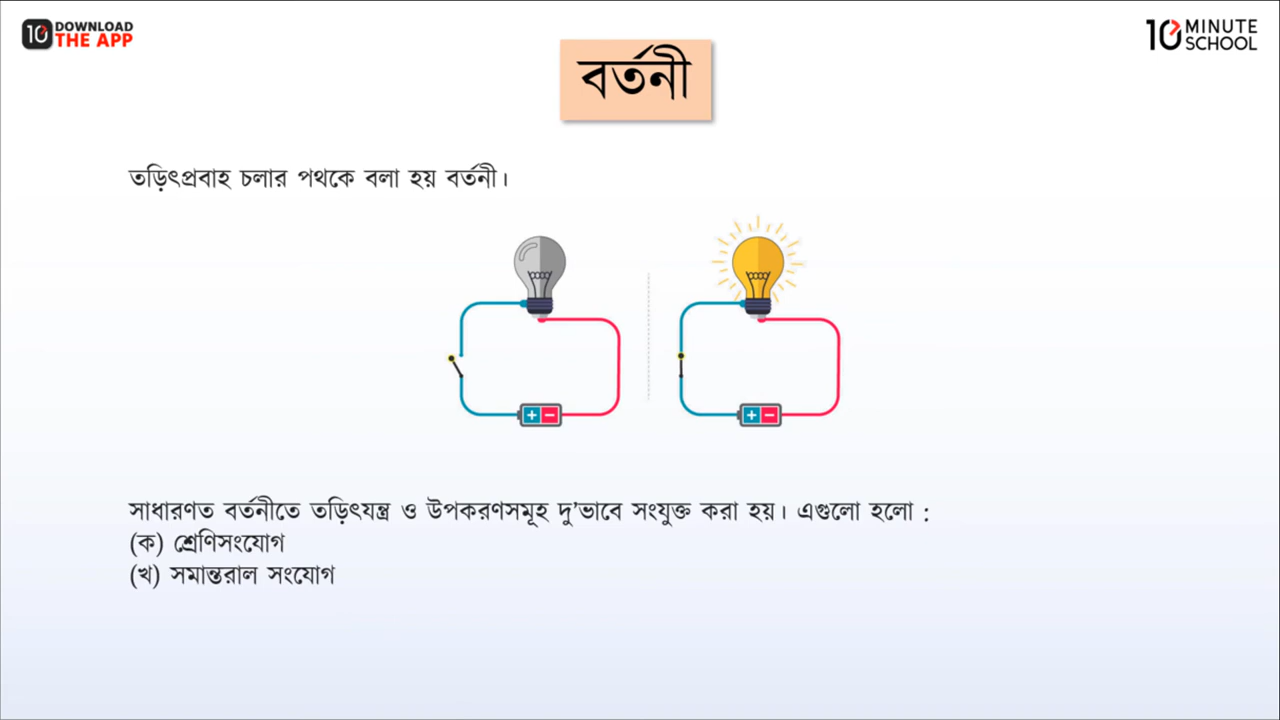 10 DOWNLOAD THE APP
10 MINUTE SCHOOL
বর্তনী
তড়িৎপ্রবাহ চলার পথকে বলা হয় বর্তনী।
+ − + −
সাধারণত বর্তনীতে তড়িৎযন্ত্র ও উপকরণসমূহ দু’ভাবে সংযুক্ত করা হয়। এগুলো হলো :
(ক) শ্রেণিসংযোগ
(খ) সমান্তরাল সংযোগ